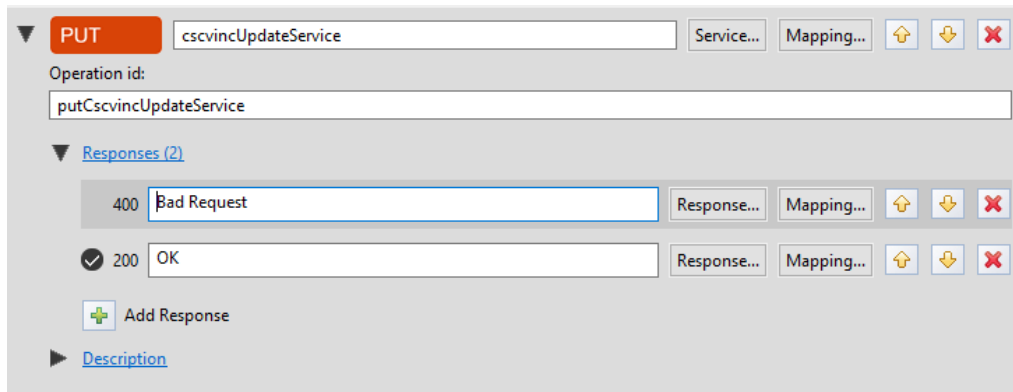 PUT cscvincUpdateService Service... Mapping...
Operation id:
putCscvincUpdateService
Responses (2)
400 Bad Request Response... Mapping...
200 OK Response... Mapping...
Add Response
Description